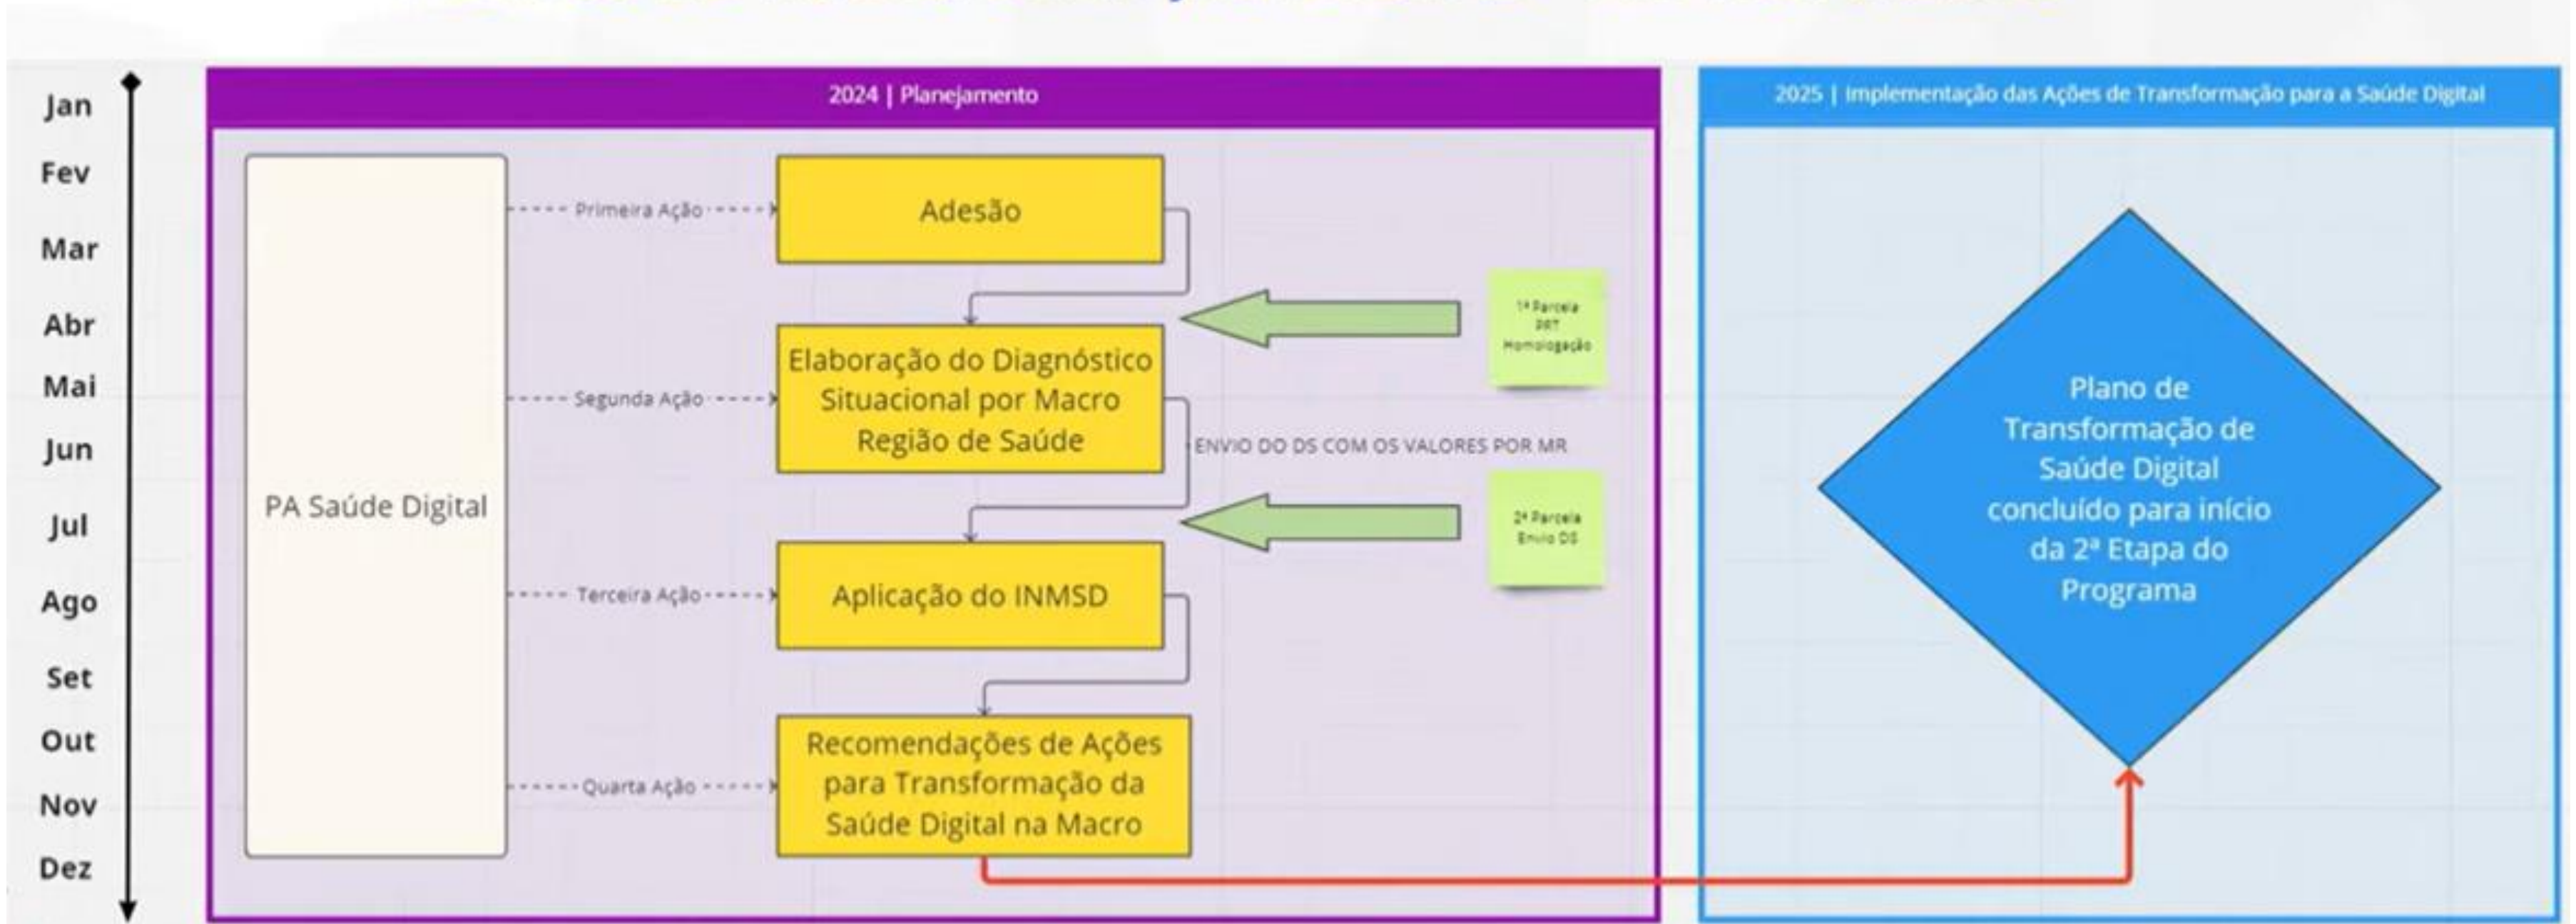 2024 | Planejamento
2025 | Implementação das Ações de Transformação para a Saúde Digital
Jan
Fev
Mar
Abr
Mai
Jun
Jul
Ago
Set
Out
Nov
Dez
PA Saúde Digital
Primeira Ação
Adesão
1ª Parcela
PRT
Homologação
Segunda Ação
Elaboração do Diagnóstico
Situacional por Macro
Região de Saúde
ENVIO DO DS COM OS VALORES POR MR
2ª Parcela
Envio DS
Terceira Ação
Aplicação do INMSD
Quarta Ação
Recomendações de Ações
para Transformação da
Saúde Digital na Macro
Plano de
Transformação de
Saúde Digital
concluído para início
da 2ª Etapa do
Programa